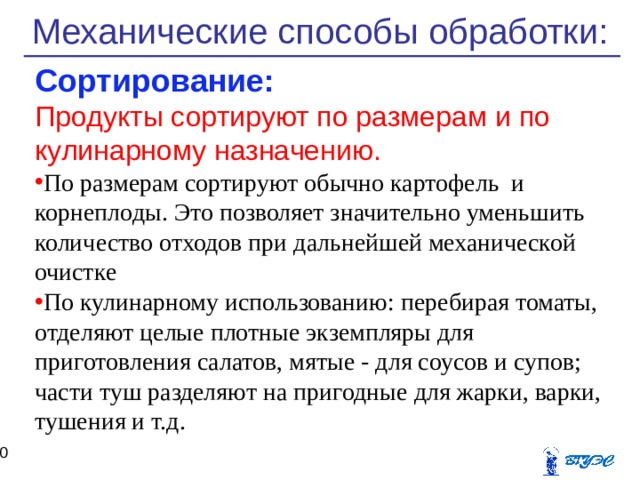 Механические способы обработки:
Сортирование:
Продукты сортируют по размерам и по
кулинарному назначению.
•По размерам сортируют обычно картофель  и
корнеплоды. Это позволяет значительно уменьшить
количество отходов при дальнейшей механической
очистке
•По кулинарному использованию: перебирая томаты,
отделяют целые плотные экземпляры для
приготовления салатов, мятые - для соусов и супов;
части туш разделяют на пригодные для жарки, варки,
тушения и т.д.
0
ВГУЭС